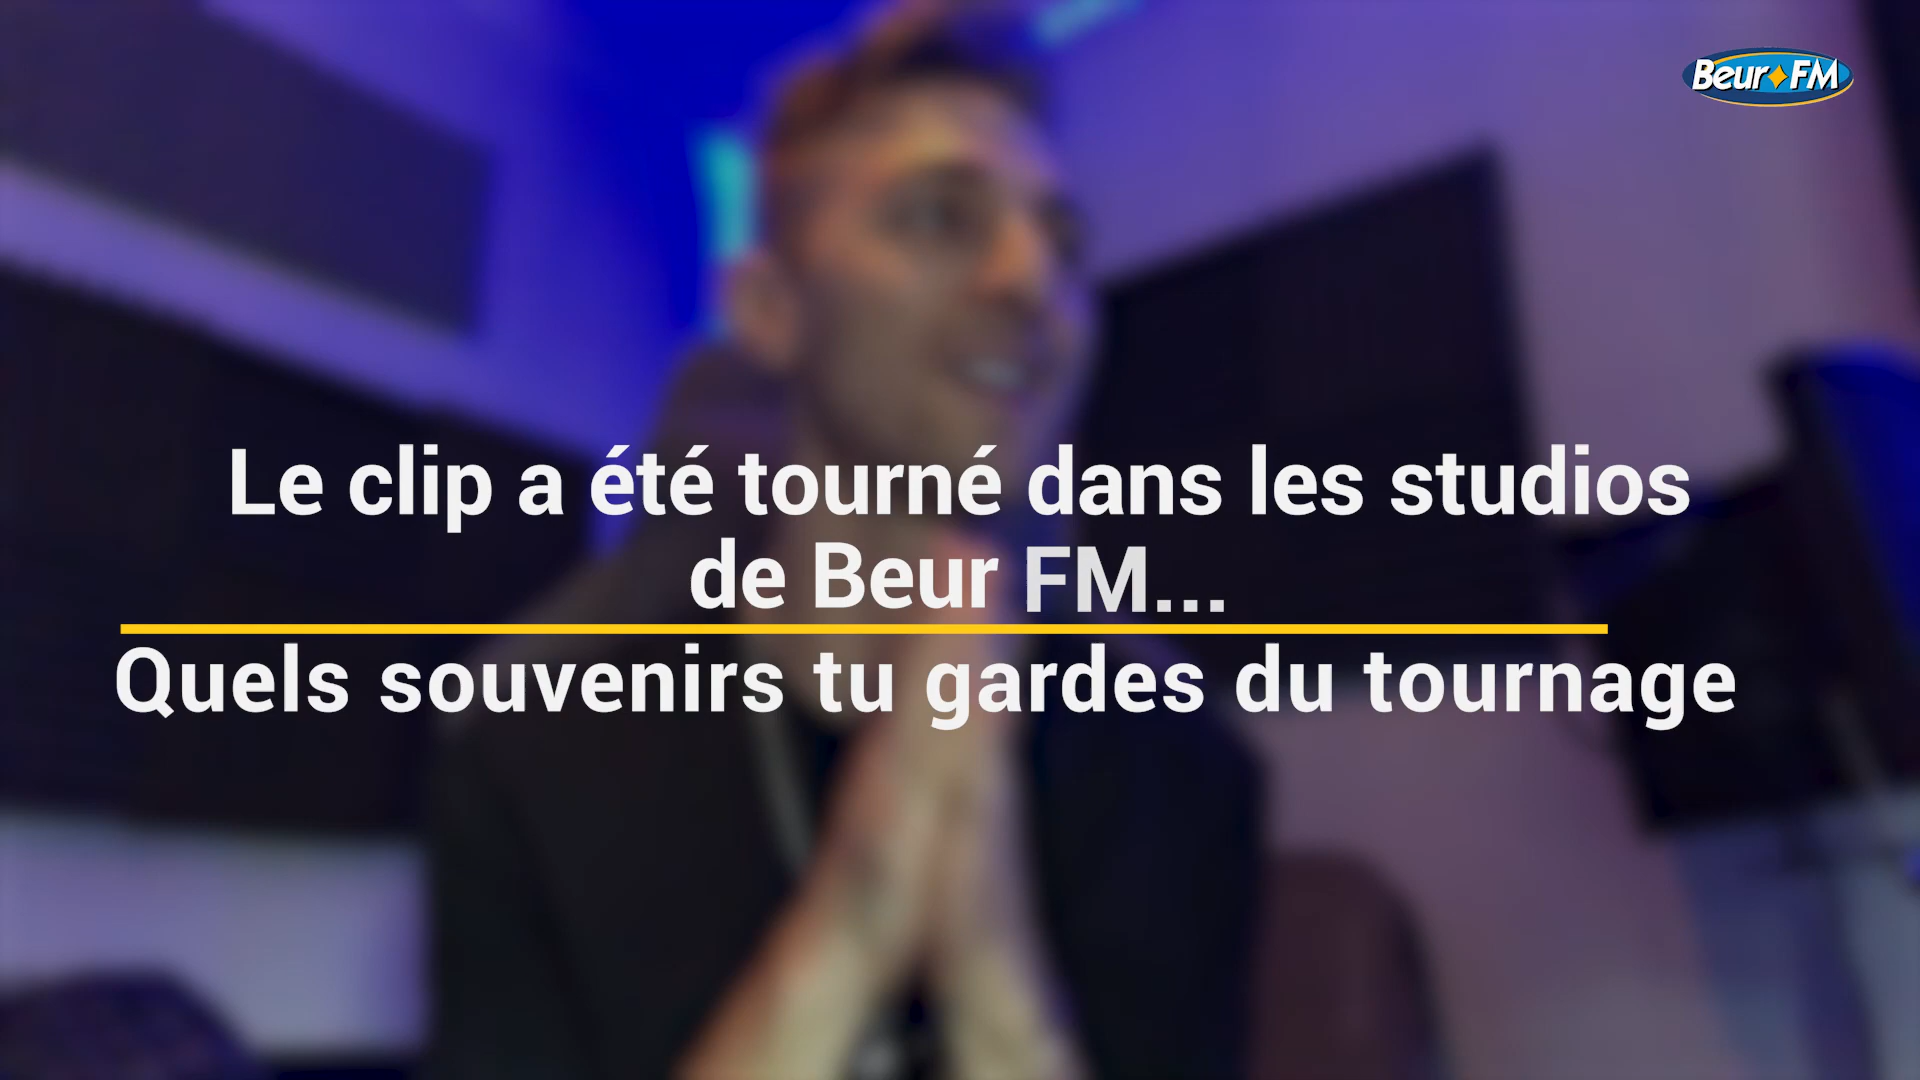 Beur FM
Le clip a été tourné dans les studios
de Beur FM...
Quels souvenirs tu gardes du tournage